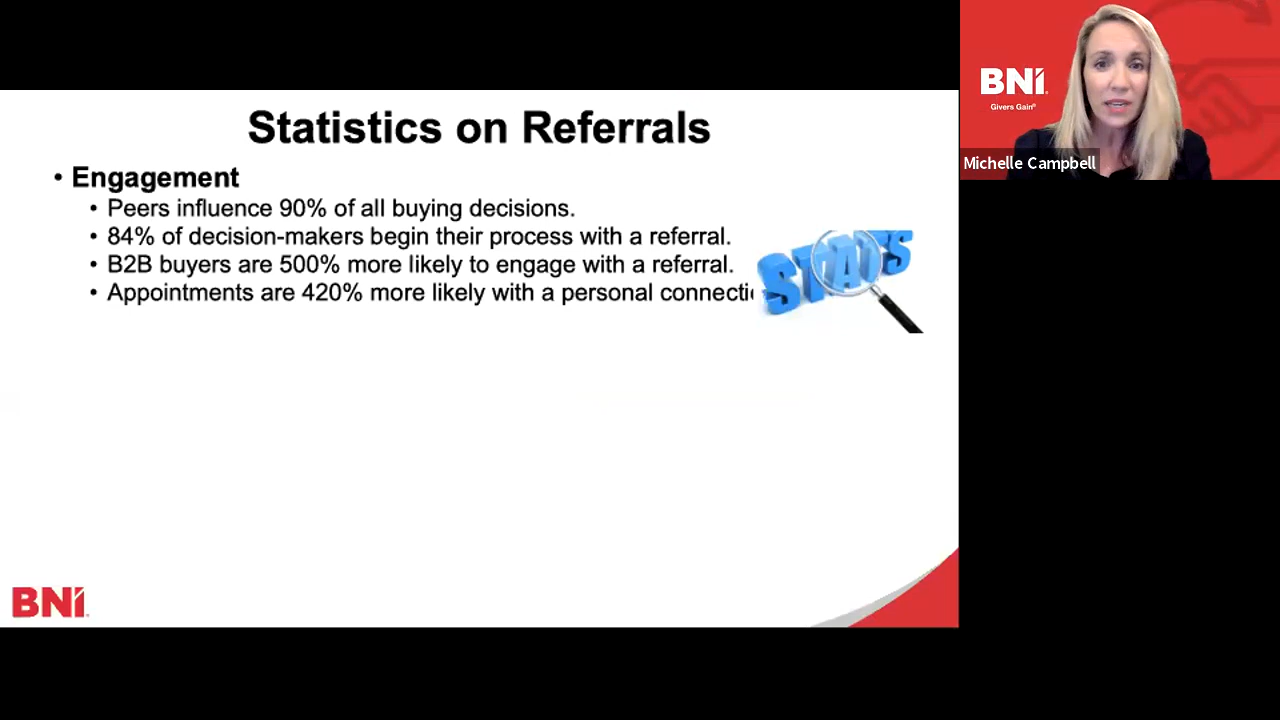 Statistics on Referrals
• Engagement
• Peers influence 90% of all buying decisions.
• 84% of decision-makers begin their process with a referral.
• B2B buyers are 500% more likely to engage with a referral.
• Appointments are 420% more likely with a personal connecti
STATS
BNI
BNI
Givers Gain®
Michelle Campbell